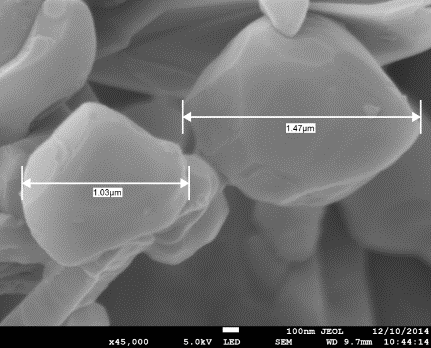 1.47µm
1.03µm
100nm JEOL 12/10/2014
x45,000 5.0kV LED SEM WD 9.7mm 10:44:14